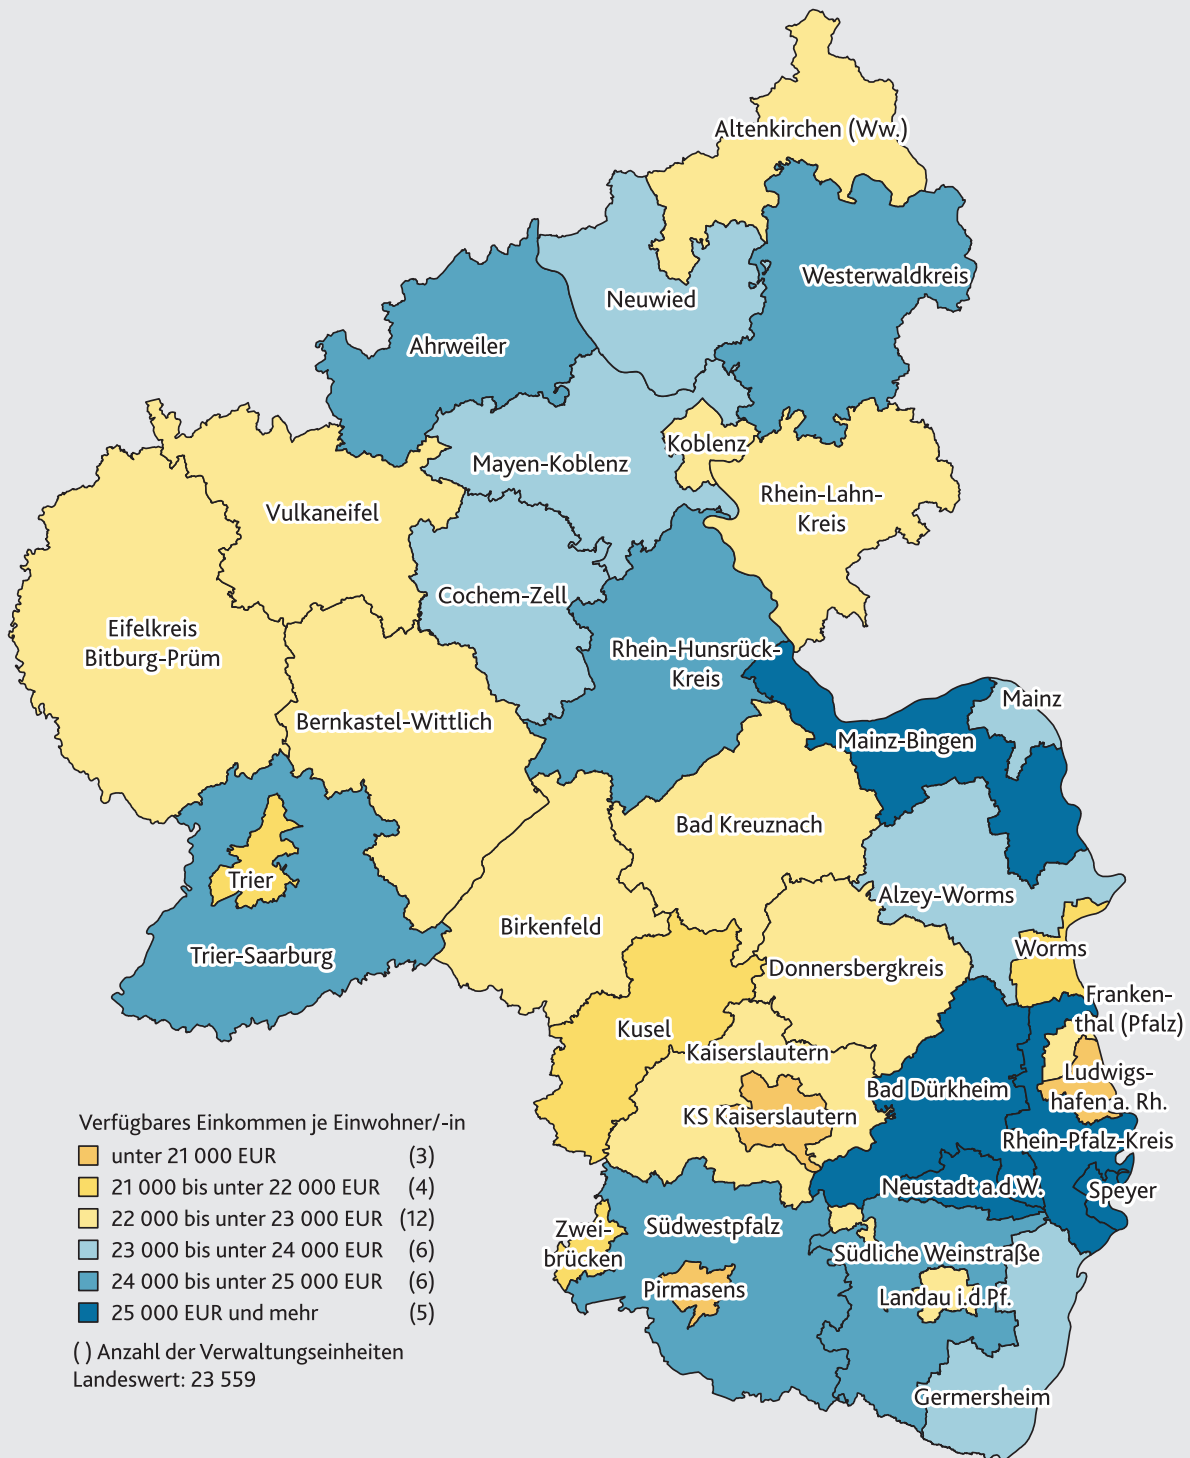 Altenkirchen (Ww.)
Westerwaldkreis
Neuwied
Ahrweiler
Koblenz
Mayen-Koblenz
Rhein-Lahn-
Kreis
Vulkaneifel
Cochem-Zell
Eifelkreis
Bitburg-Prüm
Rhein-Hunsrück-
Kreis
Mainz
Bernkastel-Wittlich
Mainz-Bingen
Bad Kreuznach
Trier
Alzey-Worms
Birkenfeld
Trier-Saarburg
Worms
Donnersbergkreis
Franken-
thal (Pfalz)
Kusel
Kaiserslautern
Ludwigs-
hafen a. Rh.
Bad Dürkheim
KS Kaiserslautern
Rhein-Pfalz-Kreis
Neustadt a.d.W.
Speyer
Zwei-
brücken
Südwestpfalz
Südliche Weinstraße
Pirmasens
Landau i.d.Pf.
Germersheim
Verfügbares Einkommen je Einwohner/-in
unter 21 000 EUR (3)
21 000 bis unter 22 000 EUR (4)
22 000 bis unter 23 000 EUR (12)
23 000 bis unter 24 000 EUR (6)
24 000 bis unter 25 000 EUR (6)
25 000 EUR und mehr (5)
( ) Anzahl der Verwaltungseinheiten
Landeswert: 23 559